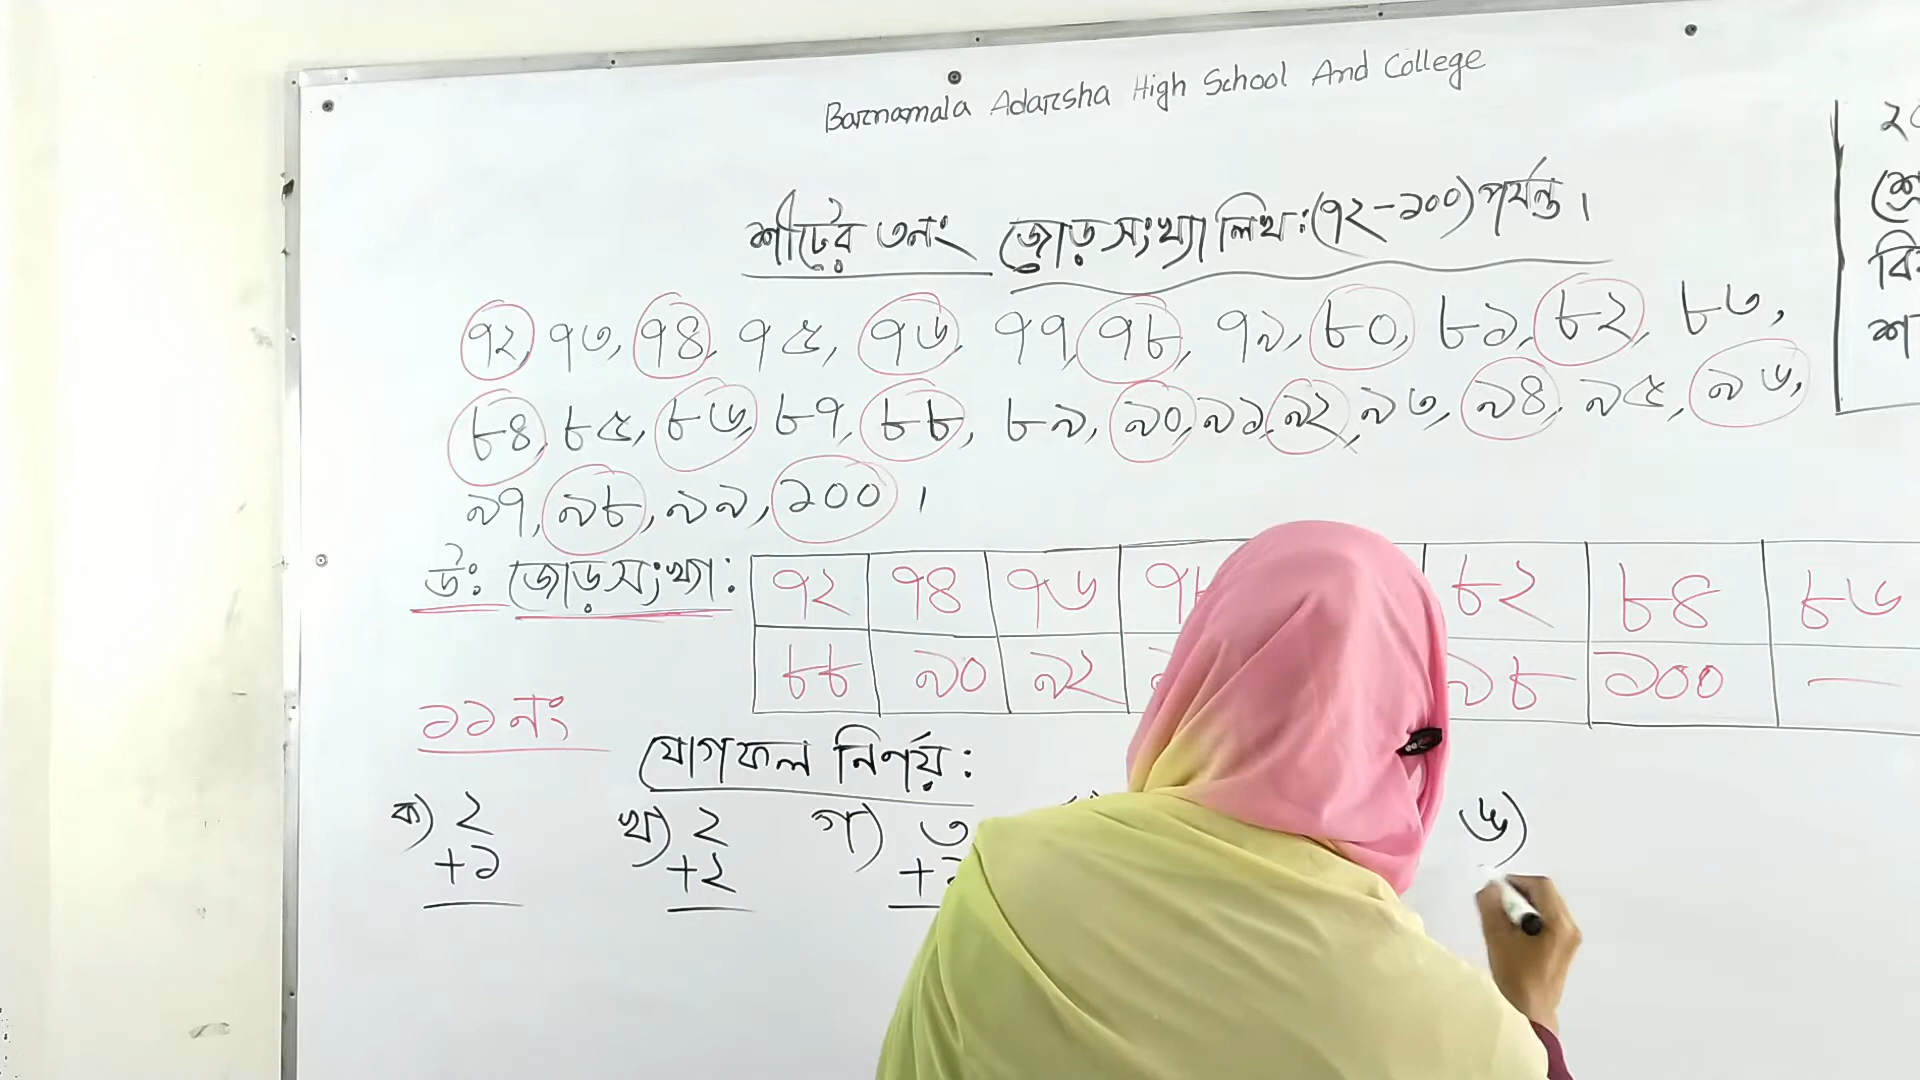 Barnamala Adarsha High School And College
শীটের ৩নং জোড়সংখ্যা লিখ:(৭২-১০০) পর্যন্ত।
৭২, ৭৩, ৭৪, ৭৫, ৭৬, ৭৭, ৭৮, ৭৯, ৮০, ৮১, ৮২, ৮৩,
৮৪, ৮৫, ৮৬, ৮৭, ৮৮, ৮৯, ৯০, ৯১, ৯২, ৯৩, ৯৪, ৯৫, ৯৬,
৯৭, ৯৮, ৯৯, ১০০।
উঃ জোড়সংখ্যা: ৭২ ৭৪ ৭৬ ৮২ ৮৪ ৮৬
৮৮ ৯০ ৯২ ৯৮ ১০০ —
১১নং
যোগফল নির্ণয়:
ক) ২ খ) ২ গ) ৩ ঙ)
+১ +২ +